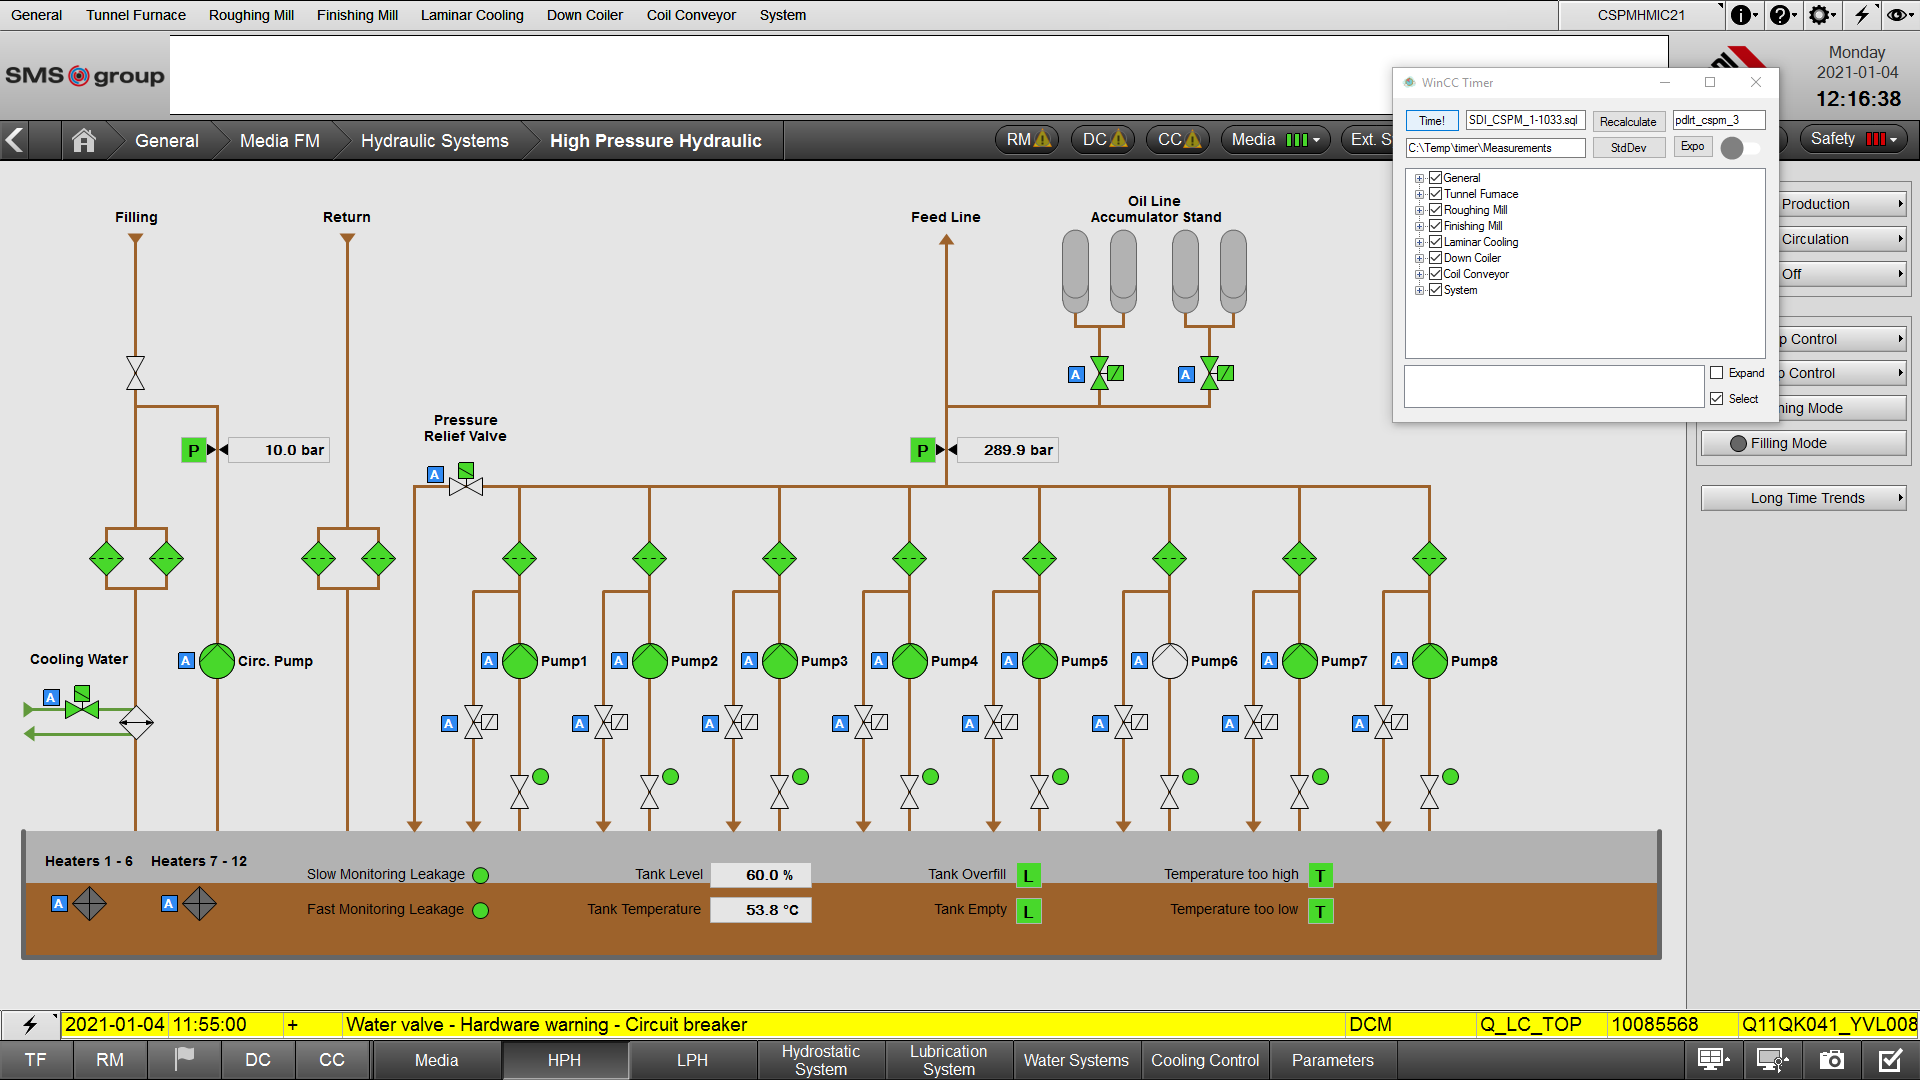 General Tunnel Furnace Roughing Mill Finishing Mill Laminar Cooling Down Coiler Coil Conveyor System CSPMHMIC21
SMS group
Monday
2021-01-04
12:16:38
General Media FM Hydraulic Systems High Pressure Hydraulic RM DC CC Media Ext. S Safety
WinCC Timer
Time! SDI_CSPM_1-1033.sql Recalculate pdlrt_cspm_3
C:\Temp\timer\Measurements StdDev Expo
General
Tunnel Furnace
Roughing Mill
Finishing Mill
Laminar Cooling
Down Coiler
Coil Conveyor
System
Expand
Select
Production
Circulation
Off
p Control
o Control
ning Mode
Filling Mode
Long Time Trends
Filling Return Feed Line Oil Line
Accumulator Stand
A A
Pressure
Relief Valve
P 10.0 bar P 289.9 bar
A
Cooling Water
A
A Circ. Pump A Pump1 A Pump2 A Pump3 A Pump4 A Pump5 A Pump6 A Pump7 A Pump8
A A A A A A A A
Heaters 1 - 6 Heaters 7 - 12
A A
Slow Monitoring Leakage Tank Level 60.0 % Tank Overfill L Temperature too high T
Fast Monitoring Leakage Tank Temperature 53.8 °C Tank Empty L Temperature too low T
2021-01-04 11:55:00 + Water valve - Hardware warning - Circuit breaker DCM Q_LC_TOP 10085568 Q11QK041_YVL008
TF RM DC CC Media HPH LPH Hydrostatic System Lubrication System Water Systems Cooling Control Parameters